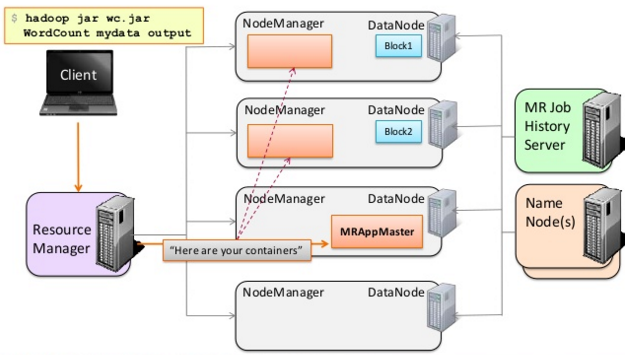 $ hadoop jar wc.jar
WordCount mydata output
Client
Resource
Manager
NodeManager
DataNode
Block1
NodeManager
DataNode
Block2
NodeManager
DataNode
MRAppMaster
"Here are your containers"
NodeManager
DataNode
MR Job
History
Server
Name
Node(s)